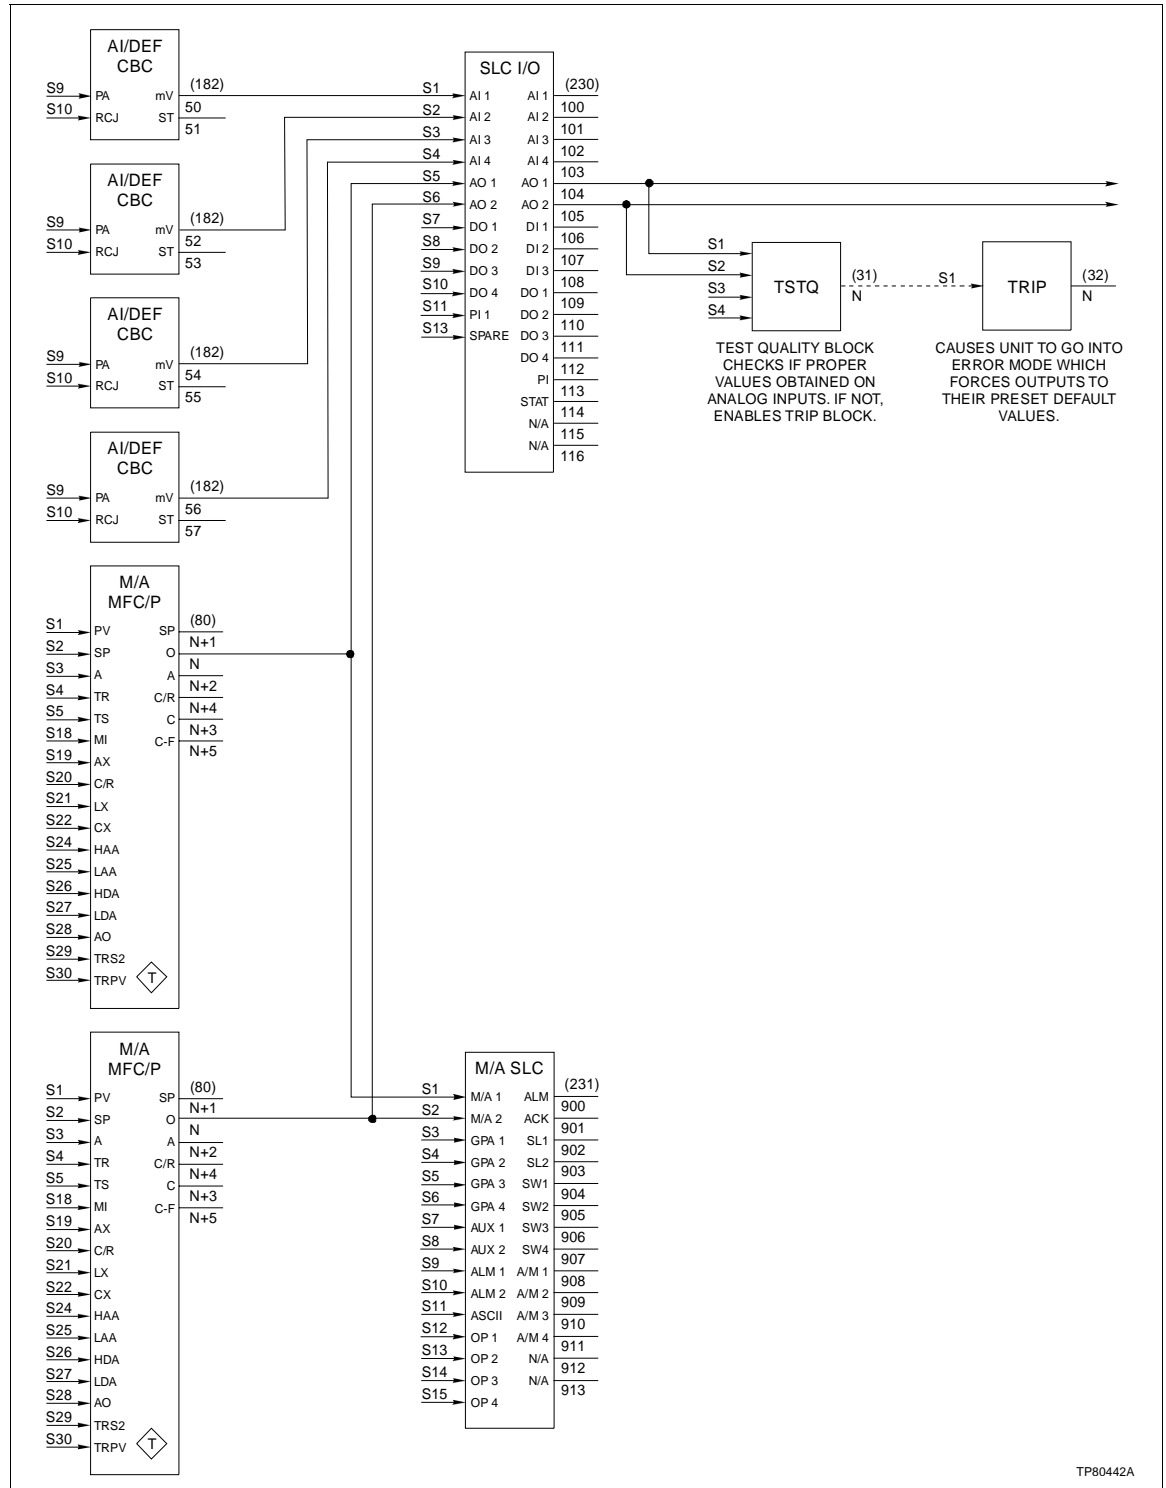 AI/DEF
CBC
S9 PA mV (182)
S10 RCJ ST 50
51
AI/DEF
CBC
S9 PA mV (182)
S10 RCJ ST 52
53
AI/DEF
CBC
S9 PA mV (182)
S10 RCJ ST 54
55
AI/DEF
CBC
S9 PA mV (182)
S10 RCJ ST 56
57
M/A
MFC/P
S1 PV SP (80)
S2 SP O N+1
S3 A A N
S4 TR C/R N+2
S5 TS C N+4
S18 MI C-F N+3
S19 AX N+5
S20 C/R
S21 LX
S22 CX
S24 HAA
S25 LAA
S26 HDA
S27 LDA
S28 AO
S29 TRS2
S30 TRPV T
M/A
MFC/P
S1 PV SP (80)
S2 SP O N+1
S3 A A N
S4 TR C/R N+2
S5 TS C N+4
S18 MI C-F N+3
S19 AX N+5
S20 C/R
S21 LX
S22 CX
S24 HAA
S25 LAA
S26 HDA
S27 LDA
S28 AO
S29 TRS2
S30 TRPV T
SLC I/O
S1 AI 1 AI 1 (230)
S2 AI 2 AI 2 100
S3 AI 3 AI 3 101
S4 AI 4 AI 4 102
S5 AO 1 AO 1 103
S6 AO 2 AO 2 104
S7 DO 1 DI 1 105
S8 DO 2 DI 2 106
S9 DO 3 DI 3 107
S10 DO 4 DO 1 108
S11 PI 1 DO 2 109
S13 SPARE DO 3 110
DO 4 111
PI 112
STAT 113
N/A 114
N/A 115
116
S1
S2
S3
S4
TSTQ
(31)
N
S1
TRIP
(32)
N
TEST QUALITY BLOCK
CHECKS IF PROPER
VALUES OBTAINED ON
ANALOG INPUTS. IF NOT,
ENABLES TRIP BLOCK.
CAUSES UNIT TO GO INTO
ERROR MODE WHICH
FORCES OUTPUTS TO
THEIR PRESET DEFAULT
VALUES.
M/A SLC
S1 M/A 1 ALM (231)
S2 M/A 2 ACK 900
S3 GPA 1 SL1 901
S4 GPA 2 SL2 902
S5 GPA 3 SW1 903
S6 GPA 4 SW2 904
S7 AUX 1 SW3 905
S8 AUX 2 SW4 906
S9 ALM 1 A/M 1 907
S10 ALM 2 A/M 2 908
S11 ASCII A/M 3 909
S12 OP 1 A/M 4 910
S13 OP 2 N/A 911
S14 OP 3 N/A 912
S15 OP 4 913
TP80442A